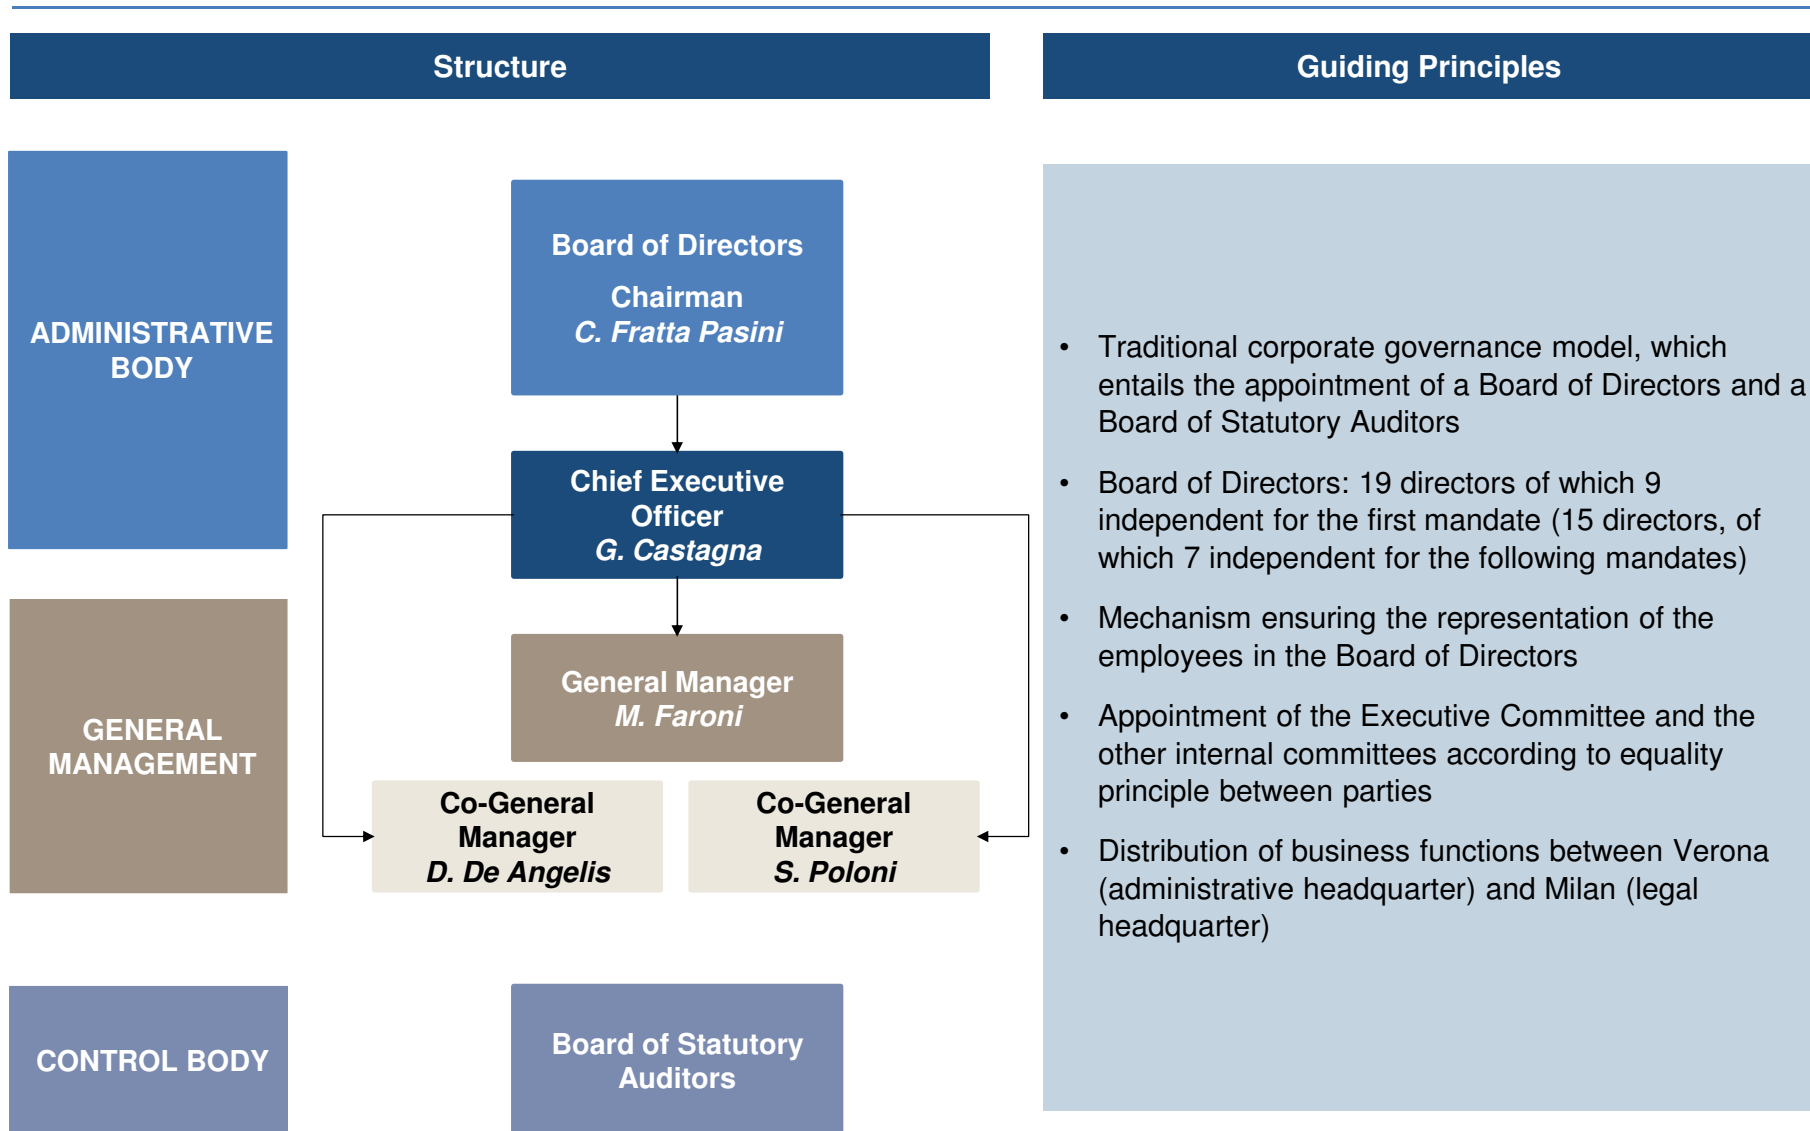 Structure
ADMINISTRATIVE
BODY
Board of Directors
Chairman
C. Fratta Pasini
Chief Executive
Officer
G. Castagna
GENERAL
MANAGEMENT
General Manager
M. Faroni
Co-General
Manager
D. De Angelis
Co-General
Manager
S. Poloni
CONTROL BODY
Board of Statutory
Auditors
Guiding Principles
• Traditional corporate governance model, which
entails the appointment of a Board of Directors and a
Board of Statutory Auditors
• Board of Directors: 19 directors of which 9
independent for the first mandate (15 directors, of
which 7 independent for the following mandates)
• Mechanism ensuring the representation of the
employees in the Board of Directors
• Appointment of the Executive Committee and the
other internal committees according to equality
principle between parties
• Distribution of business functions between Verona
(administrative headquarter) and Milan (legal
headquarter)